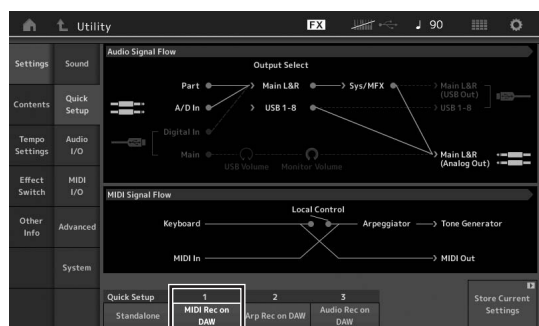 Utility
FX
90
Settings
Sound
Contents
Quick Setup
Tempo Settings
Audio I/O
Effect Switch
MIDI I/O
Other Info
Advanced
System
Audio Signal Flow
Output Select
Part
Main L&R
Sys/MFX
Main L&R (USB Out)
A/D In
USB 1-8
USB 1-8
Digital In
Main
USB Volume
Monitor Volume
Main L&R (Analog Out)
MIDI Signal Flow
Local Control
Keyboard
Arpeggiator
Tone Generator
MIDI In
MIDI Out
Quick Setup
1
2
3
Standalone
MIDI Rec on DAW
Arp Rec on DAW
Audio Rec on DAW
Store Current Settings